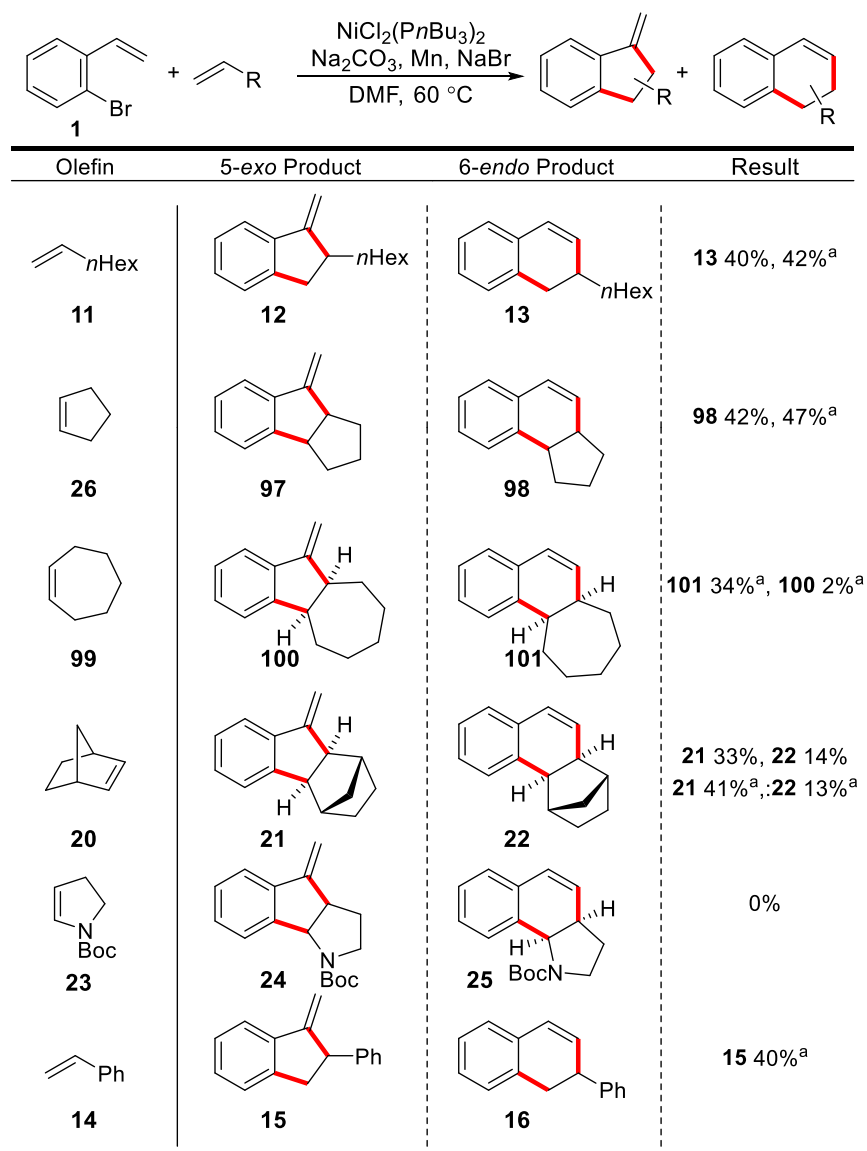 NiCl2(PnBu3)2
Na2CO3, Mn, NaBr
DMF, 60 °C
Br
1
+
R
R
+
R
Olefin 5-exo Product 6-endo Product Result
nHex
11
nHex
12
nHex
13
13 40%, 42%a
26
97
98
98 42%, 47%a
99
H
H
100
H
H
101
101 34%a, 100 2%a
20
H
H
21
H
H
22
21 33%, 22 14%
21 41%a,:22 13%a
N
Boc
23
N
Boc
24
H
H
BocN
25
0%
Ph
14
Ph
15
Ph
16
15 40%a